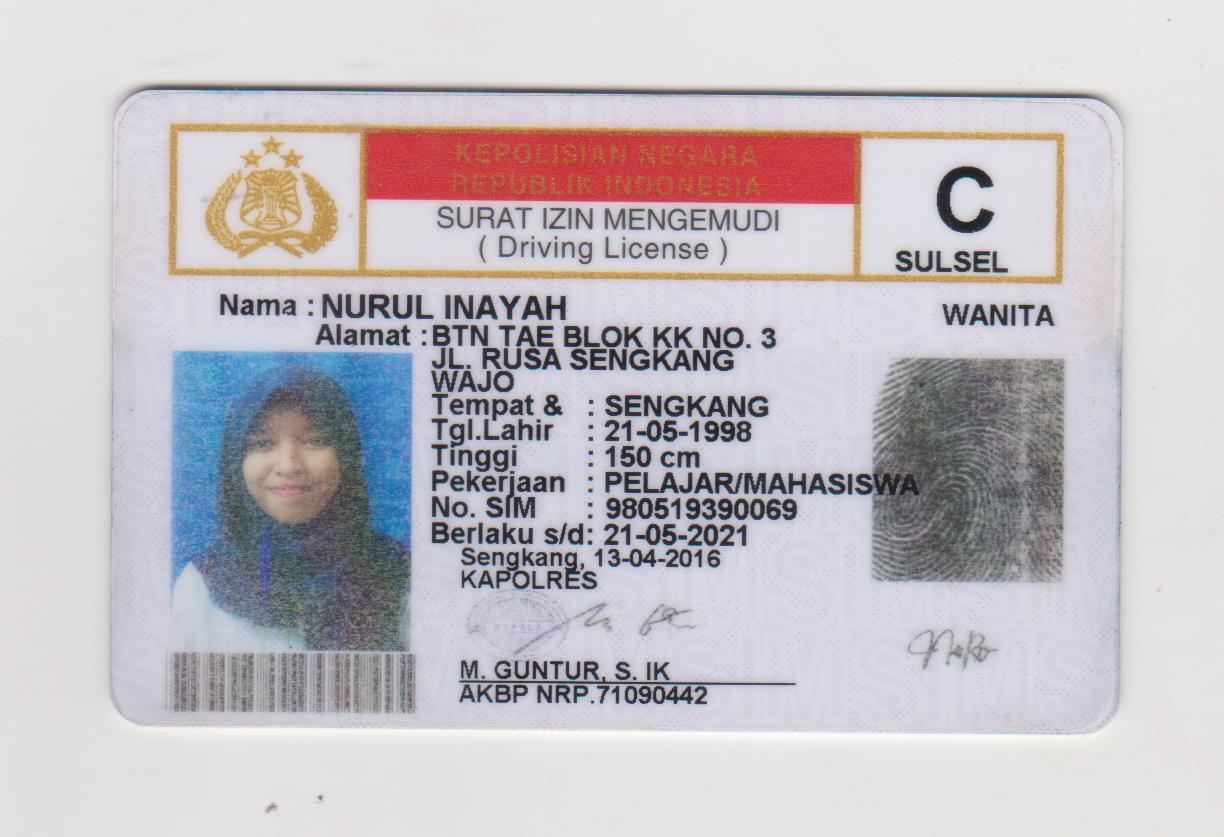 KEPOLISIAN NEGARA
REPUBLIK INDONESIA
SURAT IZIN MENGEMUDI
( Driving License )
C
SULSEL
Nama : NURUL INAYAH
WANITA
Alamat : BTN TAE BLOK KK NO. 3
JL. RUSA SENGKANG
WAJO
Tempat & : SENGKANG
Tgl.Lahir : 21-05-1998
Tinggi : 150 cm
Pekerjaan : PELAJAR/MAHASISWA
No. SIM : 980519390069
Berlaku s/d: 21-05-2021
Sengkang, 13-04-2016
KAPOLRES
M. GUNTUR, S. IK
AKBP NRP.71090442